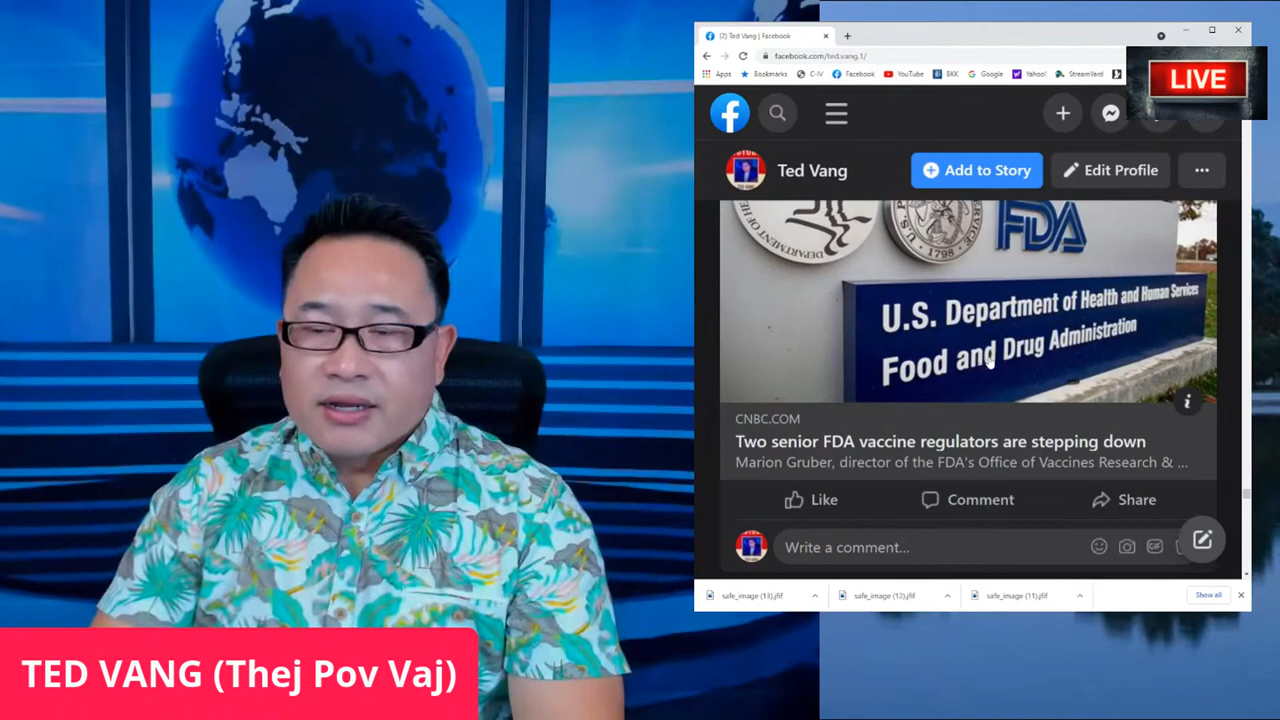 (2) Ted Vang | Facebook
facebook.com/ted.vang.1/
Apps
Bookmarks
C-IV
Facebook
YouTube
BKK
Google
Yahoo!
StreamYard
LIVE
Ted Vang
Add to Story
Edit Profile
1798
FDA
U.S. Department of Health and Human Services
Food and Drug Administration
CNBC.COM
Two senior FDA vaccine regulators are stepping down
Marion Gruber, director of the FDA's Office of Vaccines Research & ...
Like
Comment
Share
Write a comment...
GIF
safe_image (13).jfif
safe_image (12).jfif
safe_image (11).jfif
Show all
TED VANG (Thej Pov Vaj)